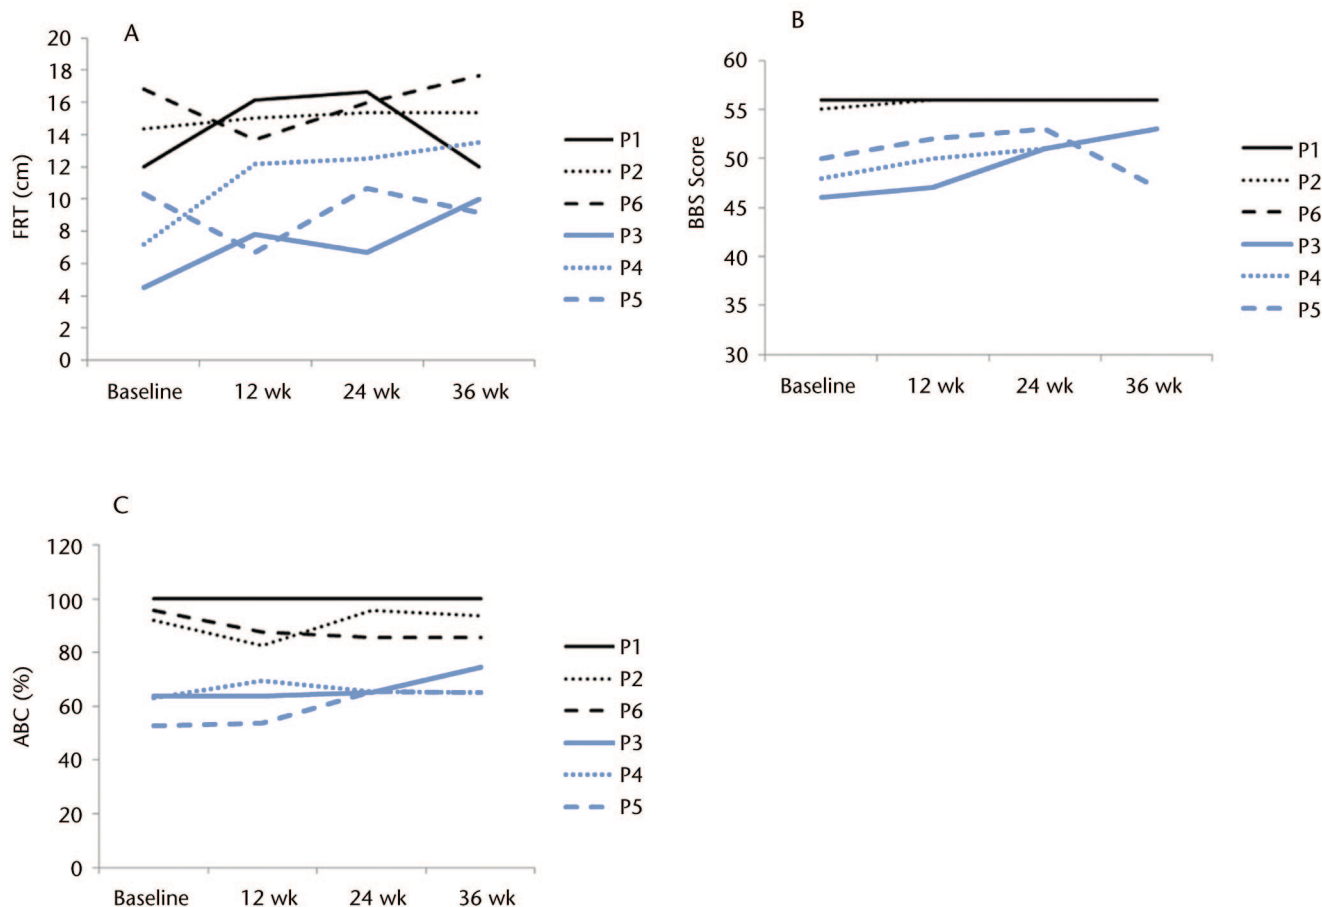 A
FRT (cm)
20
18
16
14
12
10
8
6
4
2
0
Baseline 12 wk 24 wk 36 wk
P1
P2
P6
P3
P4
P5
B
BBS Score
60
55
50
45
40
35
30
Baseline 12 wk 24 wk 36 wk
P1
P2
P6
P3
P4
P5
C
ABC (%)
120
100
80
60
40
20
0
Baseline 12 wk 24 wk 36 wk
P1
P2
P6
P3
P4
P5